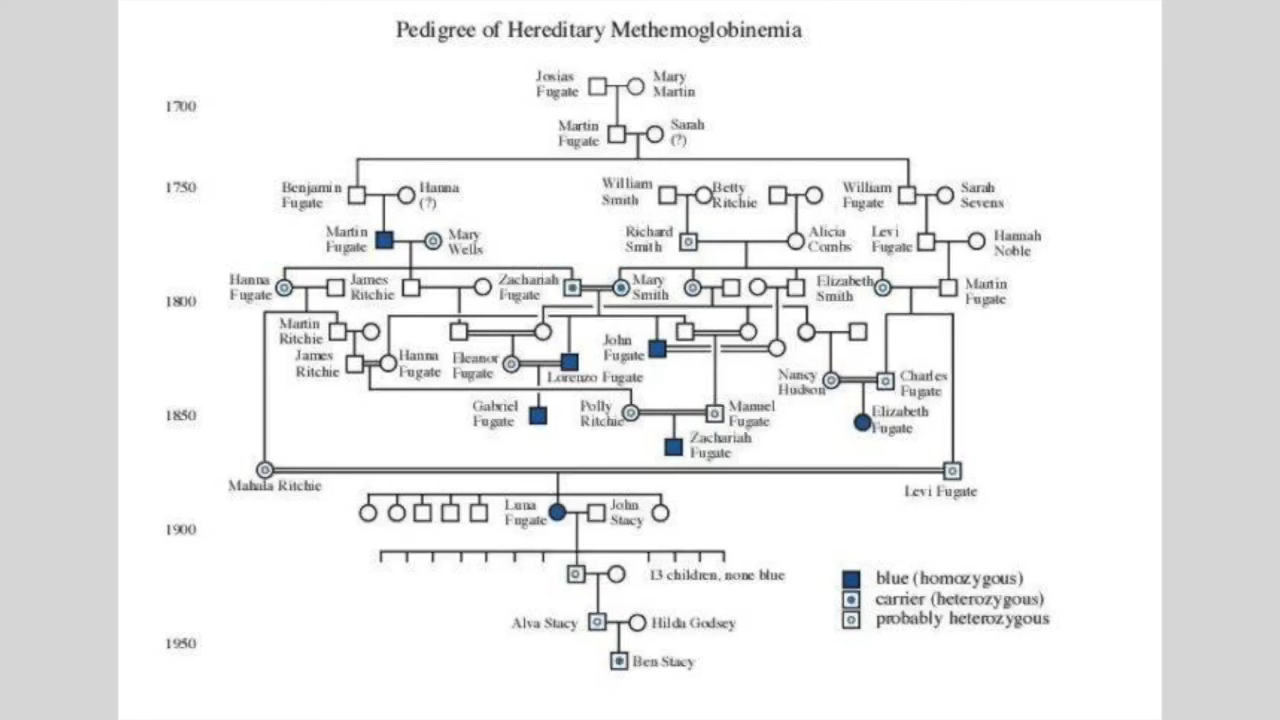 Pedigree of Hereditary Methemoglobinemia
Josias
Fugate
Mary
Martin
1700
Martin
Fugate
Sarah
(?)
1750
Benjamin
Fugate
Hanna
(?)
William
Smith
Betty
Ritchie
William
Fugate
Sarah
Sevens
Martin
Fugate
Mary
Wells
Richard
Smith
Alicia
Combs
Levi
Fugate
Hannah
Noble
Hanna
Fugate
James
Ritchie
Zachariah
Fugate
Mary
Smith
Elizabeth
Smith
Martin
Fugate
1800
Martin
Ritchie
James
Ritchie
Hanna
Fugate
Eleanor
Fugate
Lorenzo Fugate
John
Fugate
Nancy
Hudson
Charles
Fugate
1850
Gabriel
Fugate
Polly
Ritchie
Manuel
Fugate
Elizabeth
Fugate
Zachariah
Fugate
Mahala Ritchie
Levi Fugate
Luna
Fugate
John
Stacy
1900
13 children, none blue
blue (homozygous)
carrier (heterozygous)
probably heterozygous
Alva Stacy
Hilda Godsey
1950
Ben Stacy